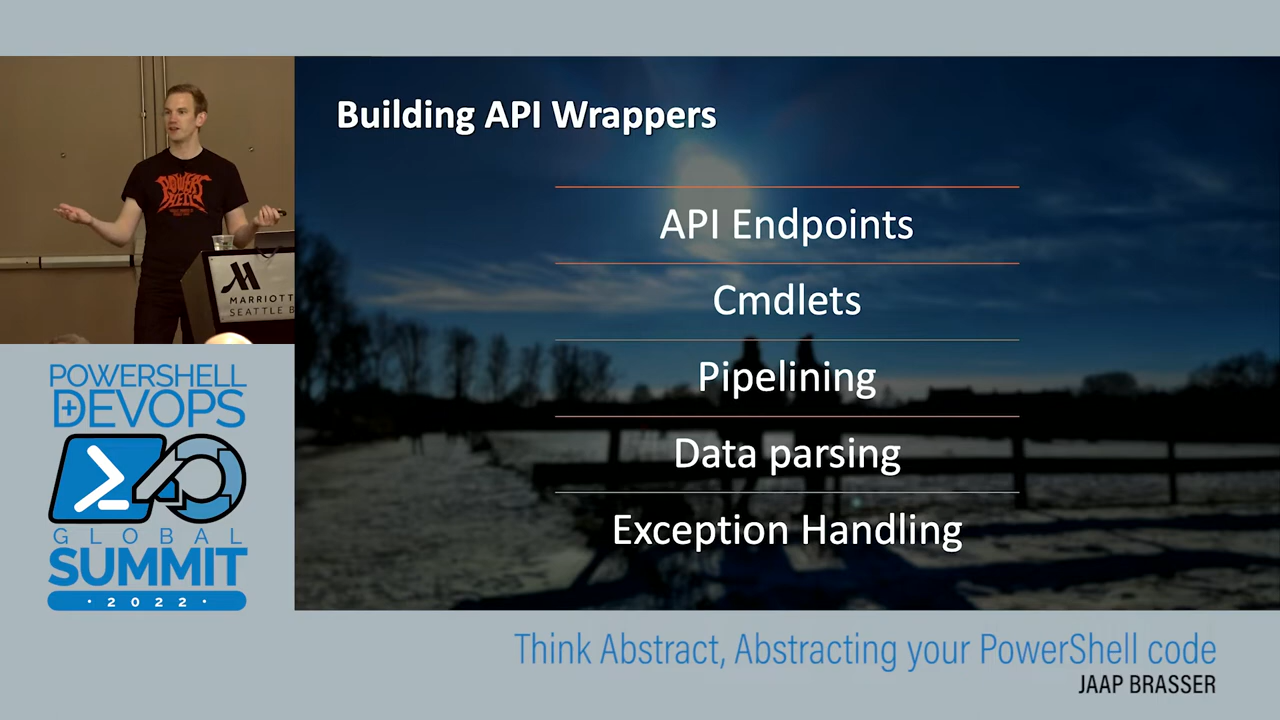 Building API Wrappers
API Endpoints
Cmdlets
Pipelining
Data parsing
Exception Handling
POWERSHELL
MARRIOTT
SEATTLE B
POWERSHELL
+DEVOPS
GLOBAL
SUMMIT
· 2022 ·
Think Abstract, Abstracting your PowerShell code
JAAP BRASSER